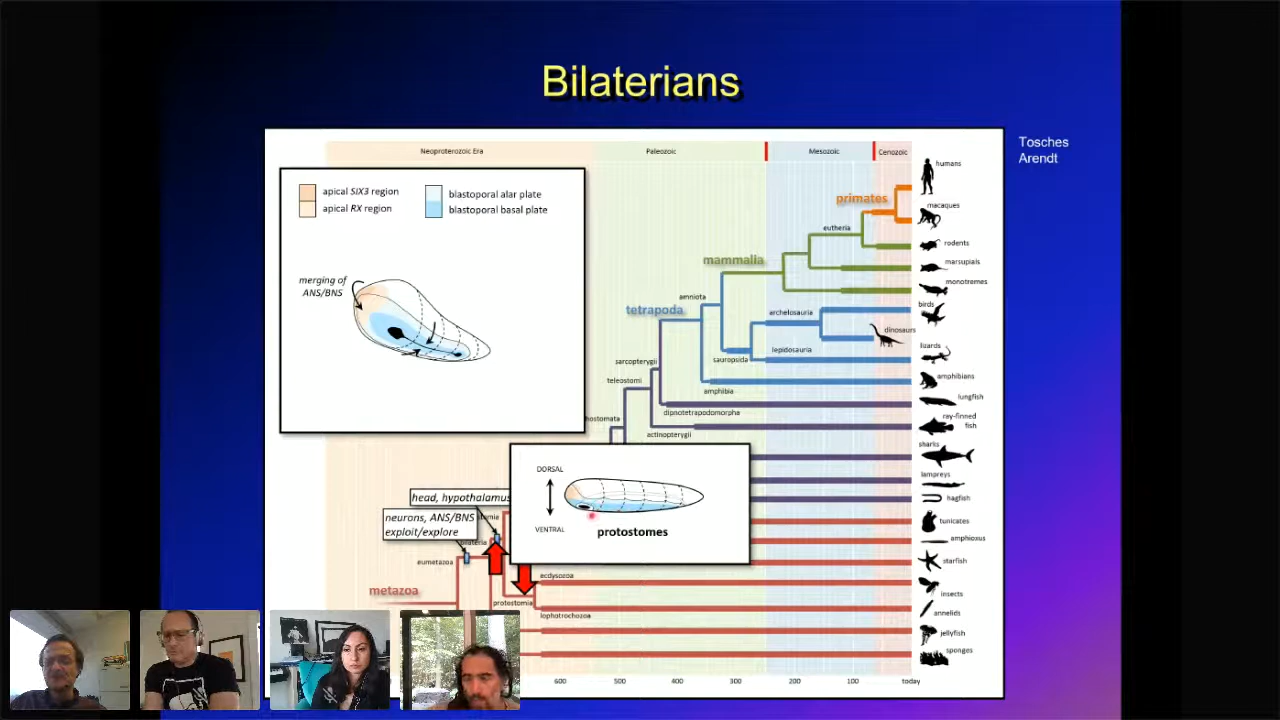 Bilaterians
Tosches
Arendt
Neoproterozoic Era
Paleozoic
Mesozoic
Cenozoic
apical SIX3 region
apical RX region
blastoporal alar plate
blastoporal basal plate
merging of
ANS/BNS
humans
primates
macaques
eutheria
rodents
mammalia
marsupials
monotremes
amniota
tetrapoda
archelosauria
birds
dinosaurs
lepidosauria
lizards
sauropsida
sarcopterygii
teleostomi
amphibia
amphibians
lungfish
dipnotetrapodomorpha
ray-finned
fish
hostomata
actinopterygii
sharks
DORSAL
VENTRAL
protostomes
lampreys
hagfish
head, hypothalamus
neurons, ANS/BNS
exploit/explore
tunicates
amphioxus
bilateria
eumetazoa
starfish
ecdysozoa
metazoa
insects
protostomia
lophotrochozoa
annelids
jellyfish
sponges
600
500
400
300
200
100
today